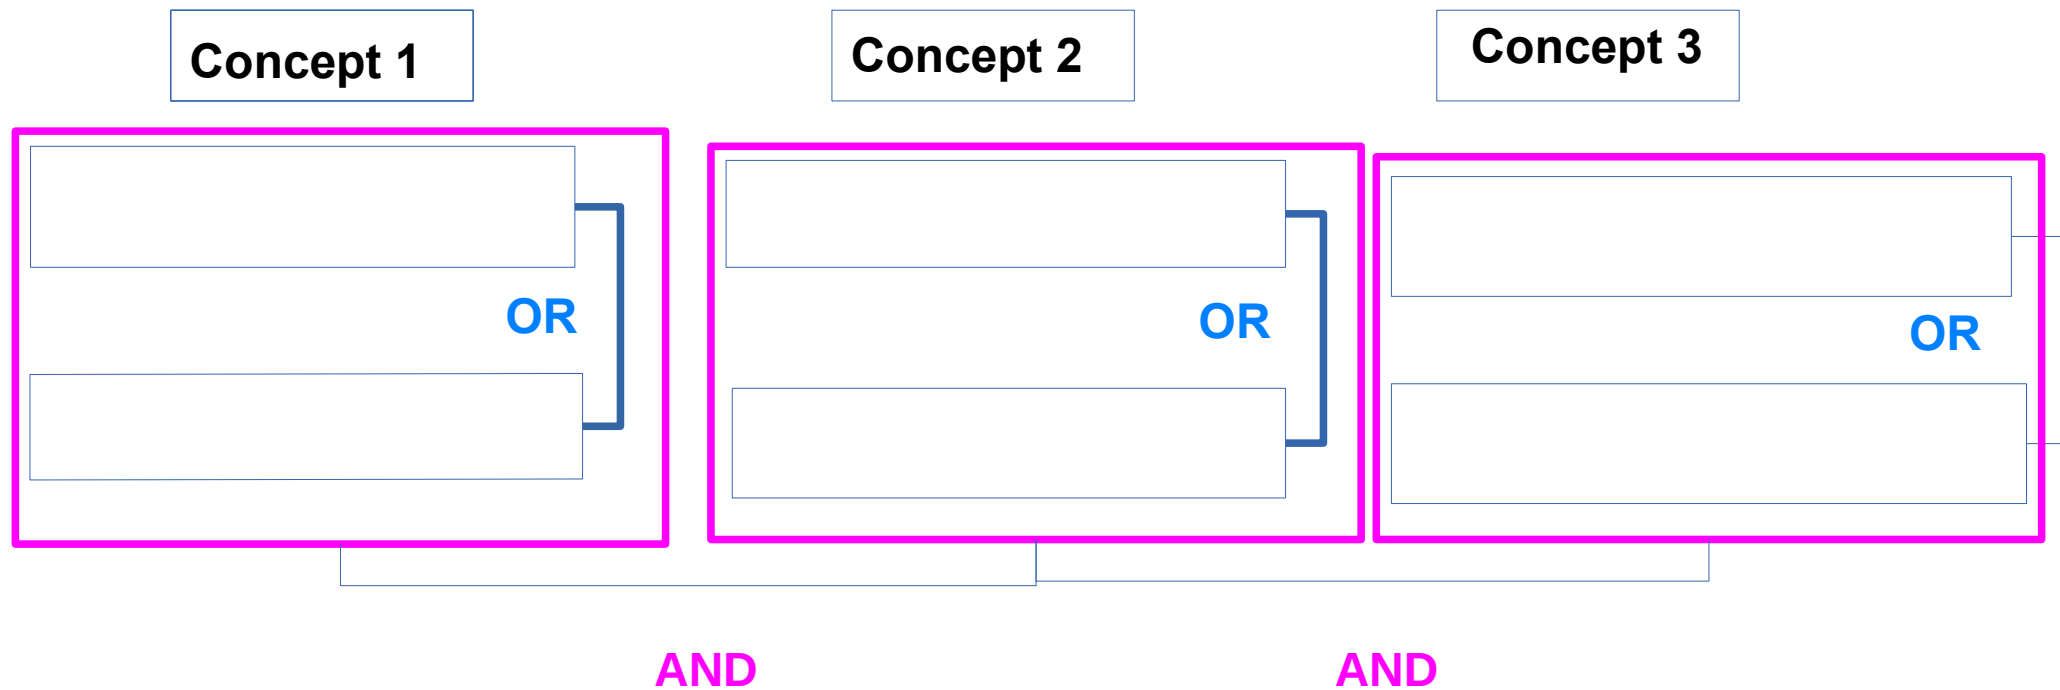 Concept 1
Concept 2
Concept 3
OR
OR
OR
AND
AND